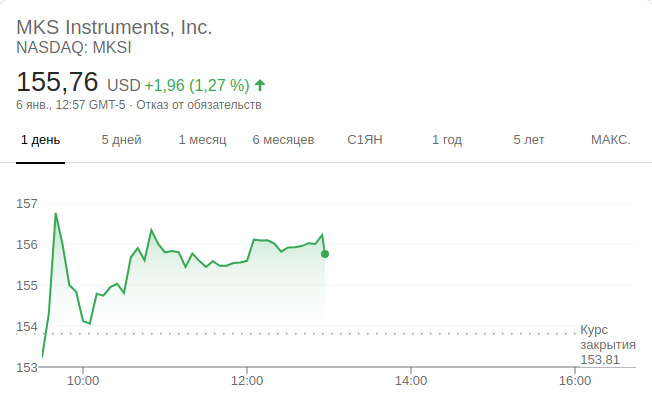 MKS Instruments, Inc.
NASDAQ: MKSI
155,76 USD +1,96 (1,27 %)
6 янв., 12:57 GMT-5 · Отказ от обязательств
1 день 5 дней 1 месяц 6 месяцев С1ЯН 1 год 5 лет МАКС.
157
156
155
154
153
Курс
закрытия
153,81
10:00 12:00 14:00 16:00